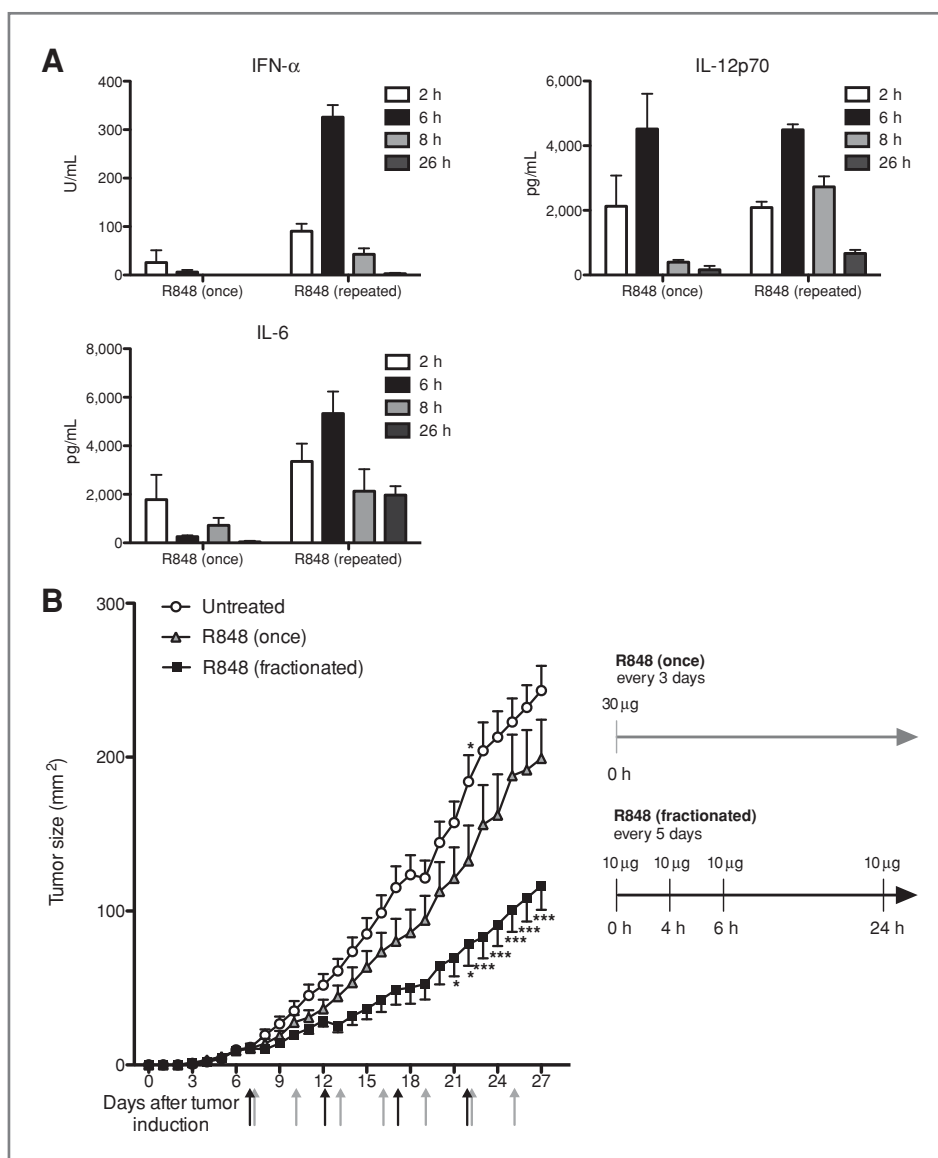 A
IFN-α
400
300
200
100
0
U/mL
2 h
6 h
8 h
26 h
R848 (once)
R848 (repeated)
IL-12p70
6,000
4,000
2,000
0
pg/mL
2 h
6 h
8 h
26 h
R848 (once)
R848 (repeated)
IL-6
8,000
6,000
4,000
2,000
0
pg/mL
2 h
6 h
8 h
26 h
R848 (once)
R848 (repeated)
B
300
200
100
0
Tumor size (mm²)
Untreated
R848 (once)
R848 (fractionated)
*
*
*
***
***
***
***
***
0 3 6 9 12 15 18 21 24 27
Days after tumor
induction
R848 (once)
every 3 days
30 µg
0 h
R848 (fractionated)
every 5 days
10 µg 10 µg 10 µg 10 µg
0 h 4 h 6 h 24 h